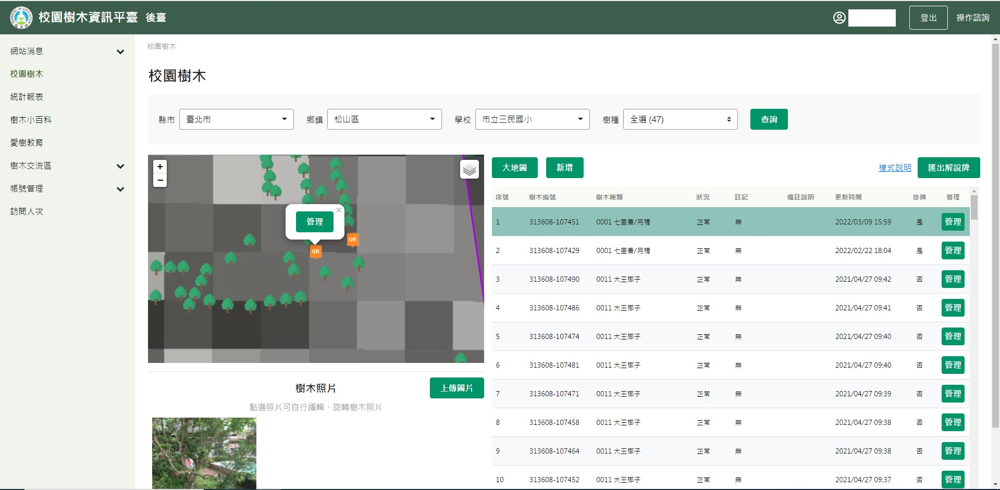 校園樹木資訊平臺 後臺
登出
操作諮詢
網站消息
校園樹木
統計報表
樹木小百科
愛樹教育
樹木交流區
帳號管理
訪問人次
校園樹木
校園樹木
縣市 臺北市 鄉鎮 松山區 學校 市立三民國小 樹種 全選 (47) 查詢
+
−
管理 ×
QR
QR
大地圖 新增 樣式說明 匯出解說牌
序號 樹木編號 樹木種類 狀況 註記 備註說明 更新時間 掛牌 管理
1 313608-107451 0001 七里香/月橘 正常 無 2022/03/09 15:59 是 管理
2 313608-107429 0001 七里香/月橘 正常 無 2022/02/22 18:04 是 管理
3 313608-107490 0011 大王椰子 正常 無 2021/04/27 09:42 否 管理
4 313608-107486 0011 大王椰子 正常 無 2021/04/27 09:41 否 管理
5 313608-107474 0011 大王椰子 正常 無 2021/04/27 09:40 否 管理
6 313608-107481 0011 大王椰子 正常 無 2021/04/27 09:40 否 管理
7 313608-107471 0011 大王椰子 正常 無 2021/04/27 09:39 否 管理
8 313608-107458 0011 大王椰子 正常 無 2021/04/27 09:38 否 管理
9 313608-107464 0011 大王椰子 正常 無 2021/04/27 09:38 否 管理
10 313608-107452 0011 大王椰子 正常 無 2021/04/27 09:37 否 管理
樹木照片
上傳圖片
點選照片可自行編輯、旋轉樹木照片